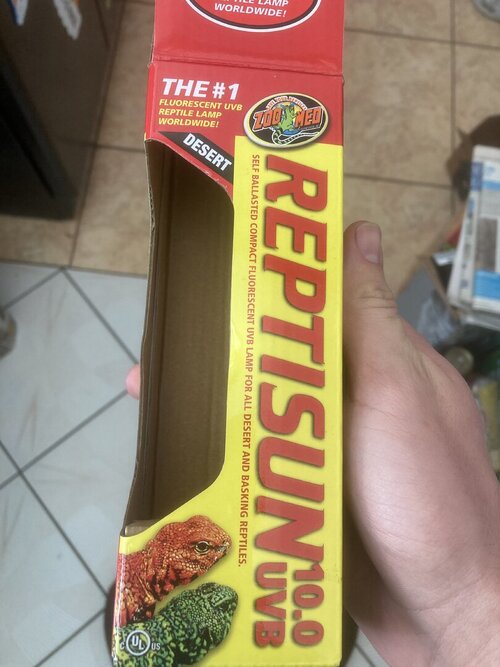 WORLDWIDE!
THE #1
FLUORESCENT UVB
REPTILE LAMP
WORLDWIDE!
ZOO MED
DESERT
REPTISUN 10.0
UVB
SELF BALLASTED COMPACT FLUORESCENT UVB LAMP FOR ALL DESERT AND BASKING REPTILES.
C UL US